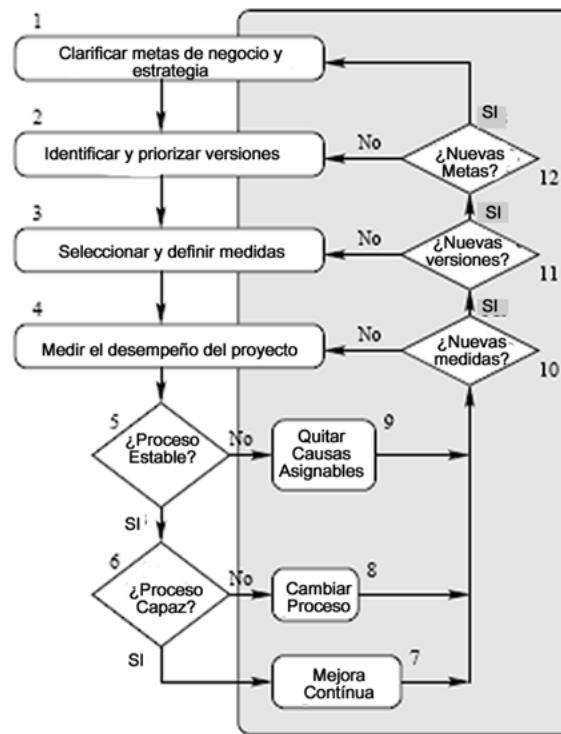 1
Clarificar metas de negocio y
estrategia
SI
2
Identificar y priorizar versiones
No
¿Nuevas
Metas?
12
SI
3
Seleccionar y definir medidas
No
¿Nuevas
versiones?
11
SI
4
Medir el desempeño del proyecto
No
¿Nuevas
medidas?
10
5
¿Proceso
Estable?
No
Quitar
Causas
Asignables
9
SI
6
¿Proceso
Capaz?
No
Cambiar
Proceso
8
SI
Mejora
Contínua
7